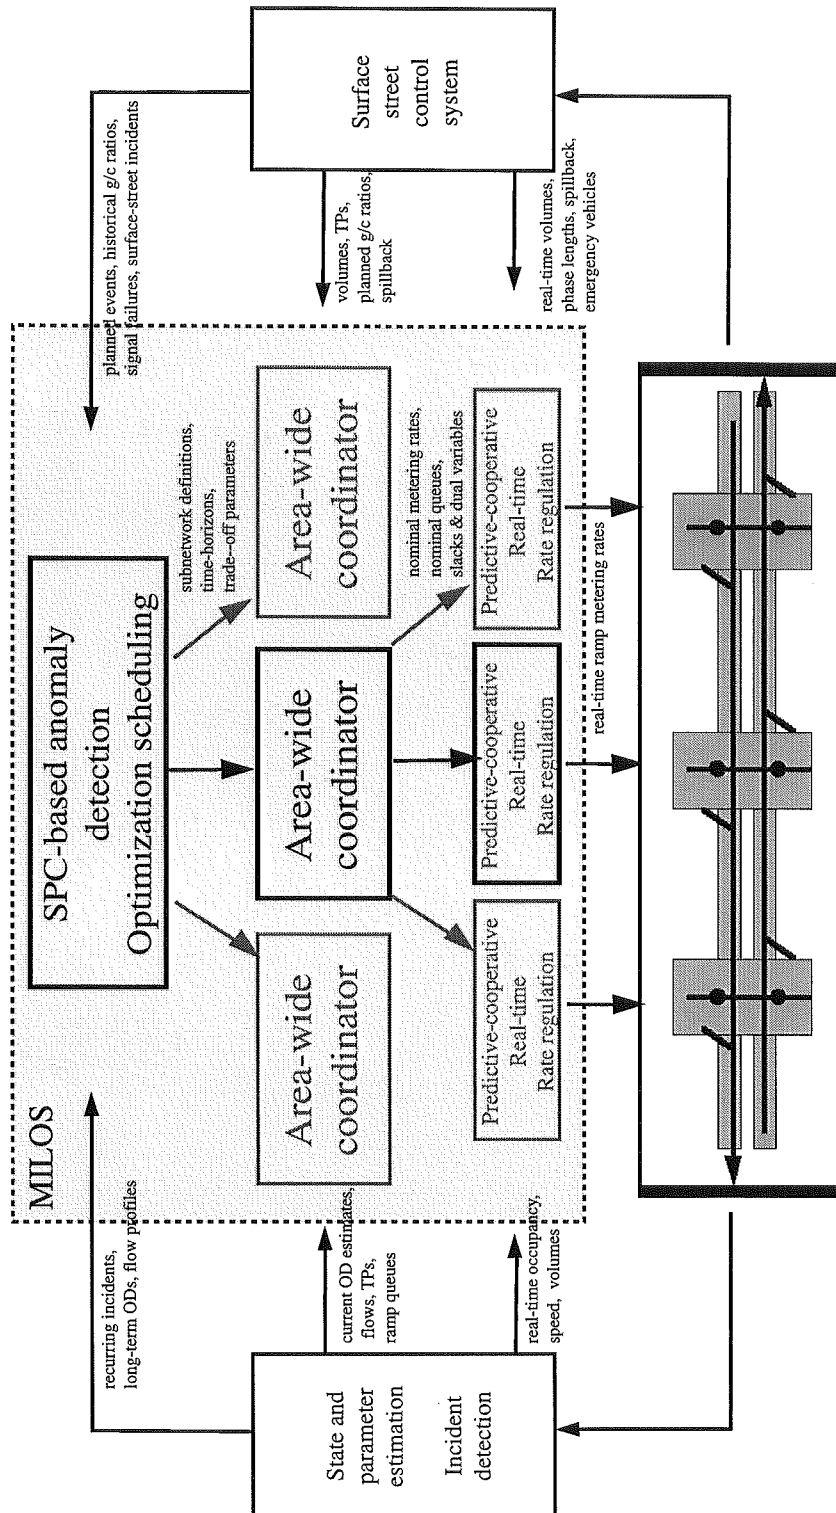 MILOS
SPC-based anomaly
detection
Optimization scheduling
recurring incidents,
long-term ODs, flow profiles
planned events, historical g/c ratios,
signal failures, surface-street incidents
subnetwork definitions,
time-horizons,
trade--off parameters
State and
parameter
estimation
Incident
detection
current OD estimates,
flows, TPs,
ramp queues
Area-wide
coordinator
Area-wide
coordinator
Area-wide
coordinator
volumes, TPs,
planned g/c ratios,
spillback
Surface
street
control
system
nominal metering rates,
nominal queues,
slacks & dual variables
real-time occupancy,
speed, volumes
Predictive-cooperative
Real-time
Rate regulation
Predictive-cooperative
Real-time
Rate regulation
Predictive-cooperative
Real-time
Rate regulation
real-time volumes,
phase lengths, spillback,
emergency vehicles
real-time ramp metering rates